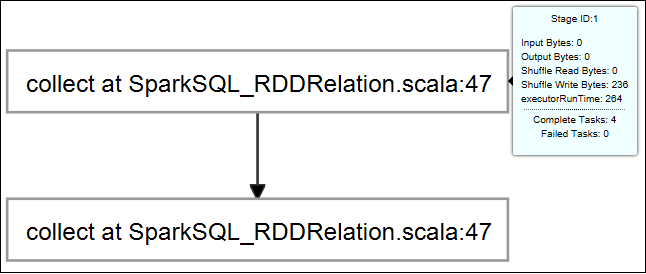 Stage ID:1
Input Bytes: 0
Output Bytes: 0
Shuffle Read Bytes: 0
Shuffle Write Bytes: 236
executorRunTime: 264
Complete Tasks: 4
Failed Tasks: 0
collect at SparkSQL_RDDRelation.scala:47
collect at SparkSQL_RDDRelation.scala:47